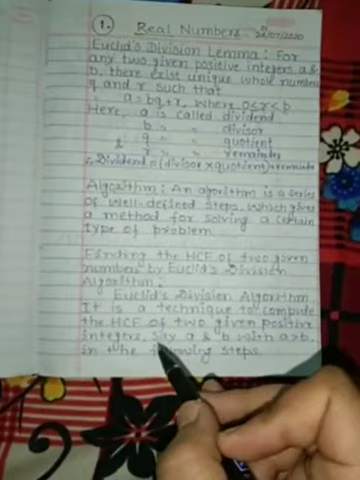 1. Real Numbers
Euclid's Division Lemma: For
any two given positive integers a &
b, there exist unique whole number
q and r such that
a = bq+r, where 0≤r<b
Here, a is called dividend
b " " divisor
& q " " quotient
r " " remainder
∴ Dividend = (divisor × quotient) + remainder
Algorithm: An algorithm is a series
of well-defined steps, which gives
a method for solving a certain
type of problem.
Finding the HCF of two given
numbers by Euclid's Division
Algorithm:
Euclid's Division Algorithm
It is a technique to compute
the HCF of two given positive
integers, say a & b with a>b,
in the following steps